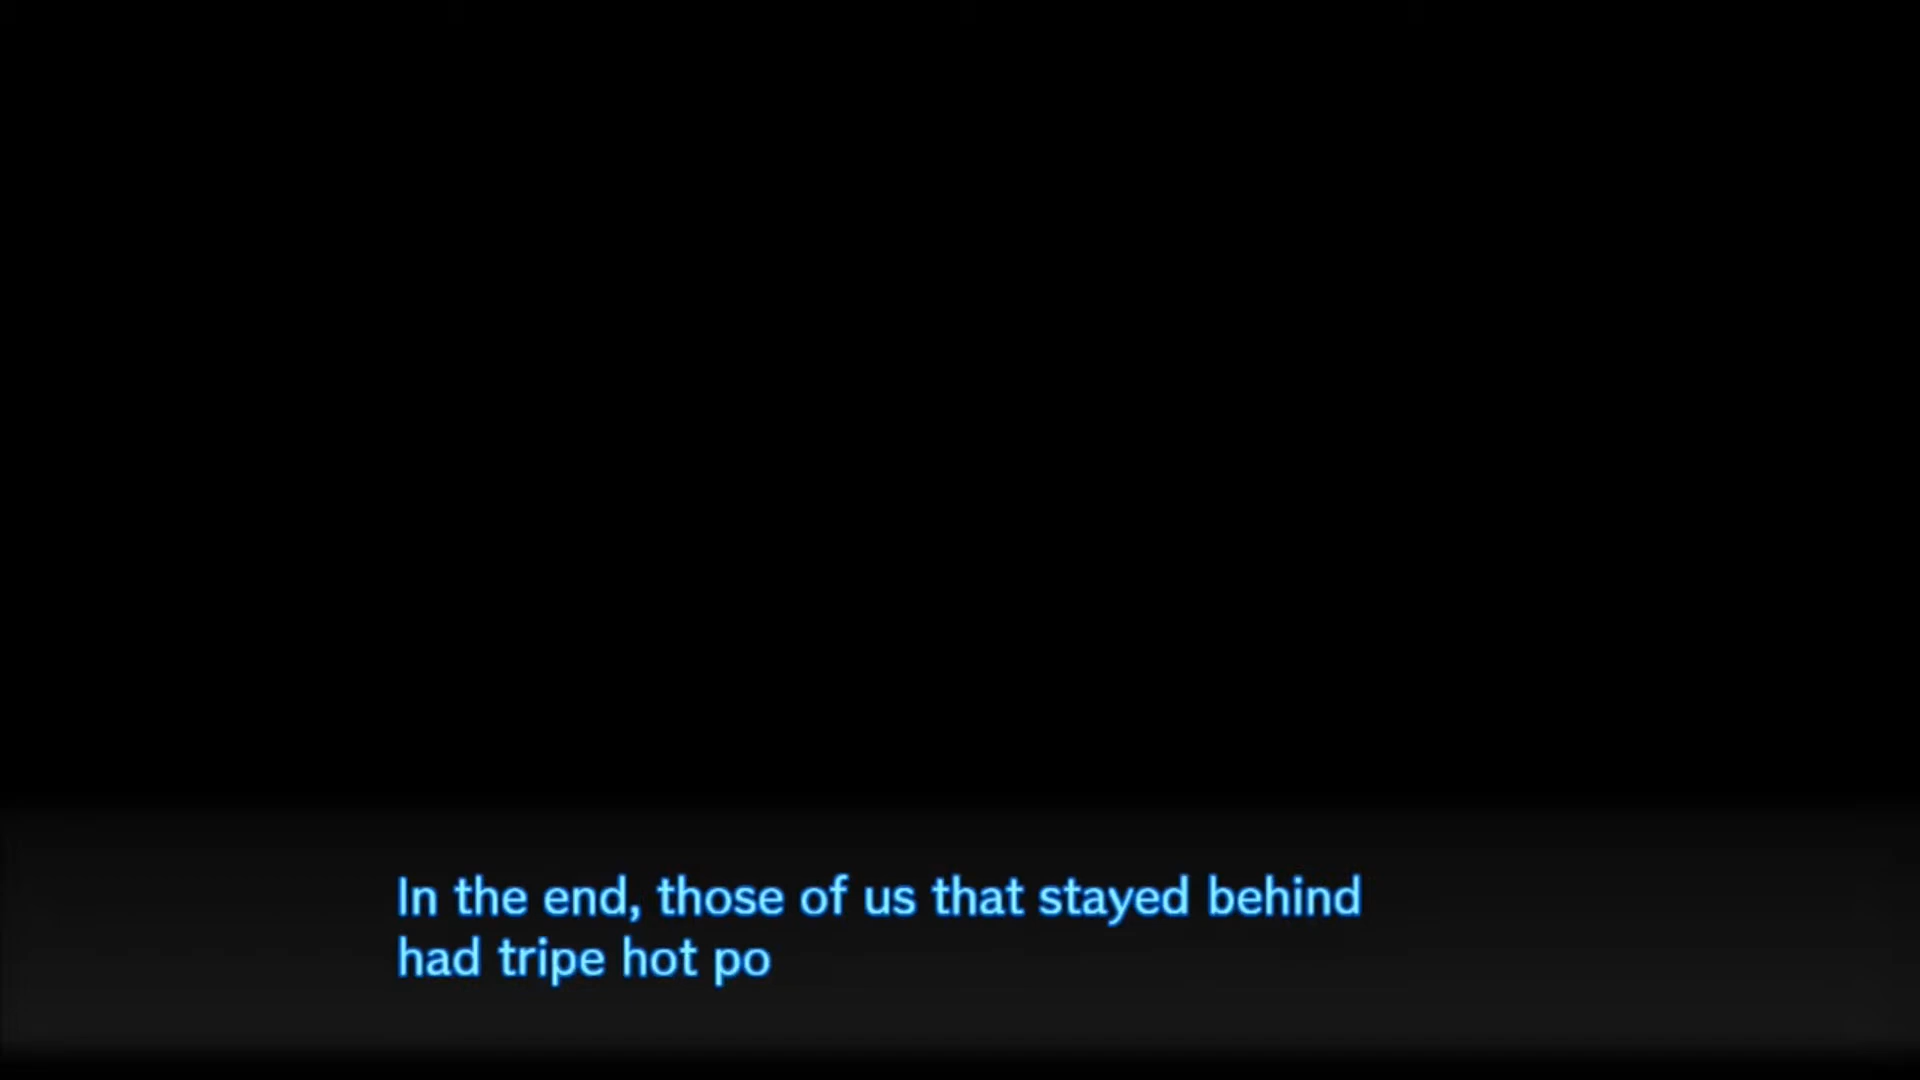 In the end, those of us that stayed behind
had tripe hot po